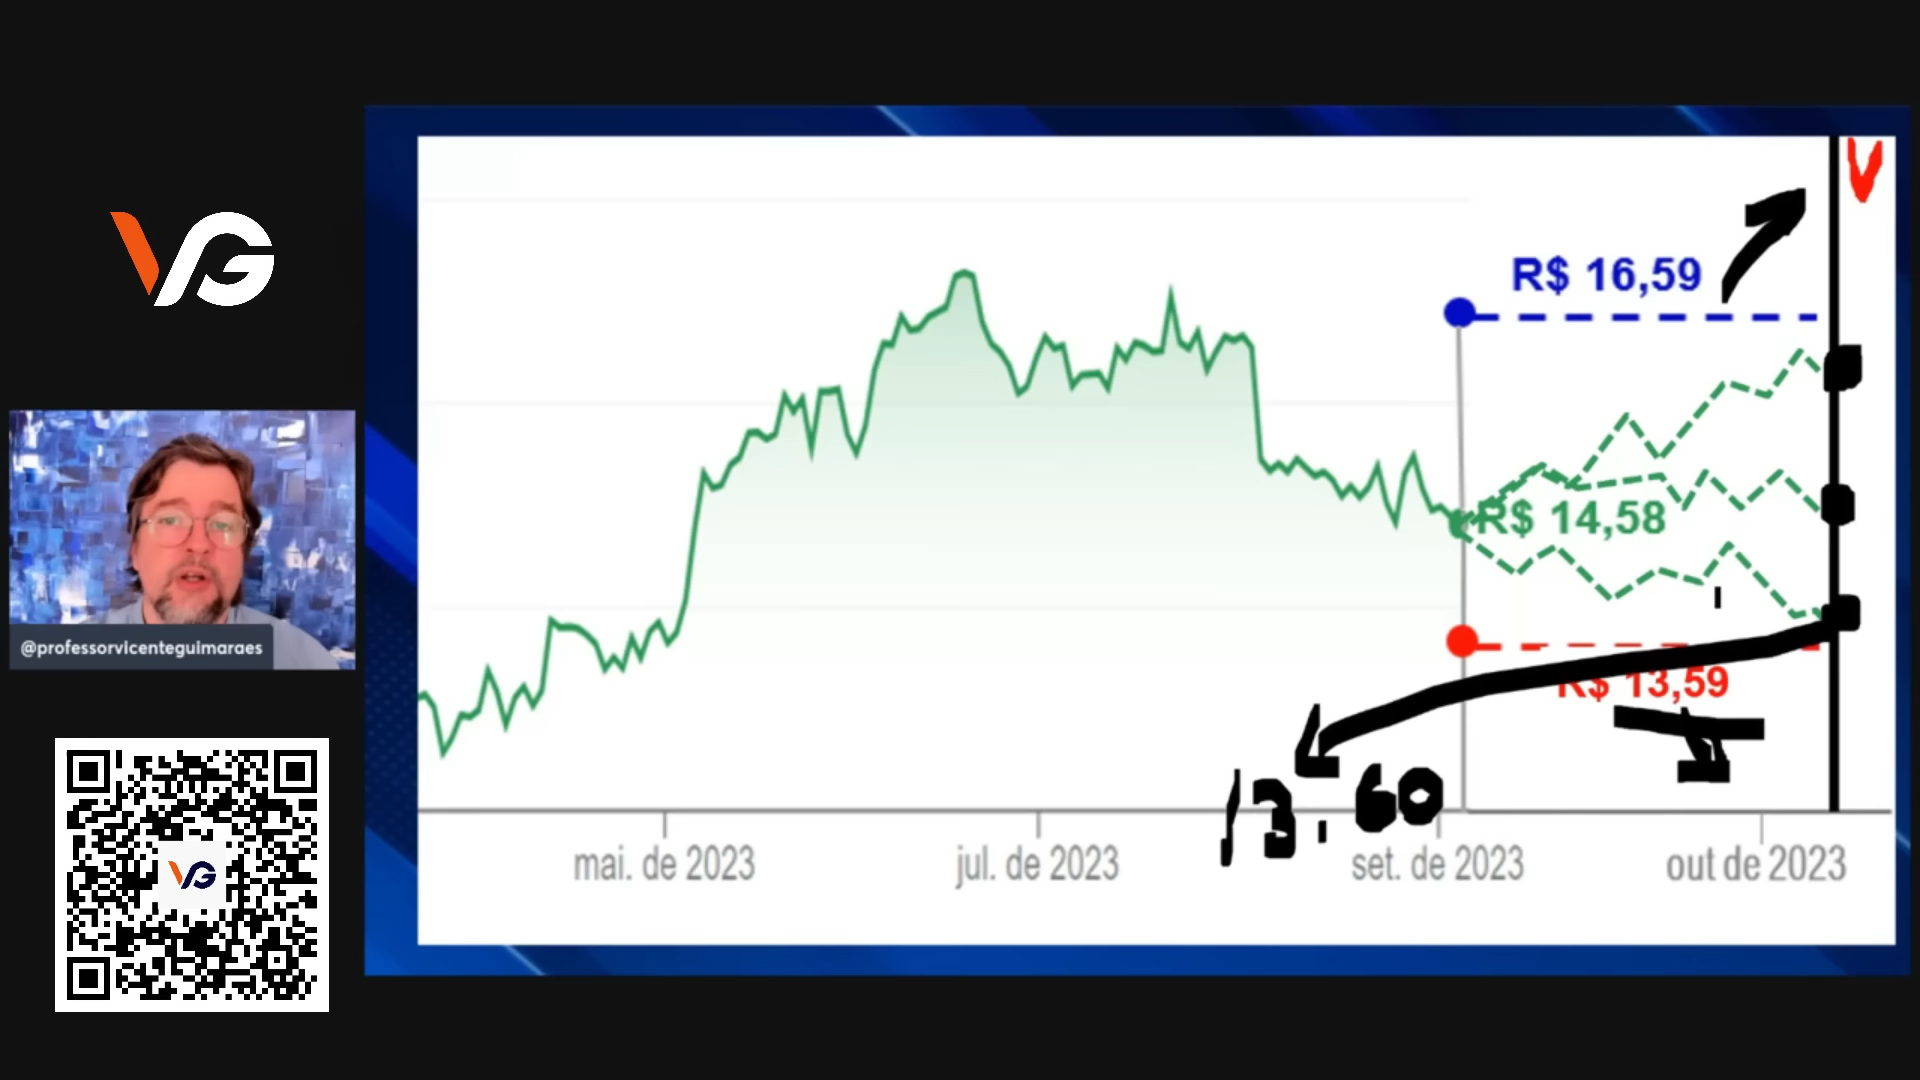 VG
@professorvicenteguimaraes
VG
V
R$ 16,59
R$ 14,58
R$ 13,59
13.60
mai. de 2023
jul. de 2023
set. de 2023
out de 2023